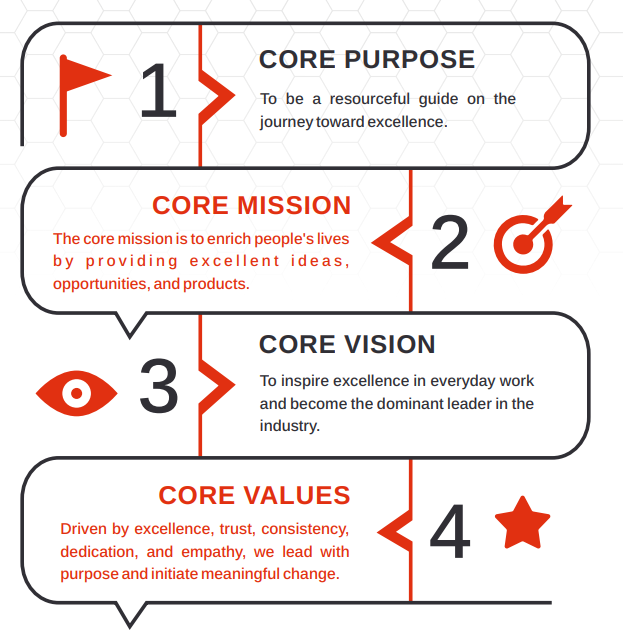 1
CORE PURPOSE
To be a resourceful guide on the
journey toward excellence.
CORE MISSION
The core mission is to enrich people's lives
by providing excellent ideas,
opportunities, and products.
2
3
CORE VISION
To inspire excellence in everyday work
and become the dominant leader in the
industry.
CORE VALUES
Driven by excellence, trust, consistency,
dedication, and empathy, we lead with
purpose and initiate meaningful change.
4